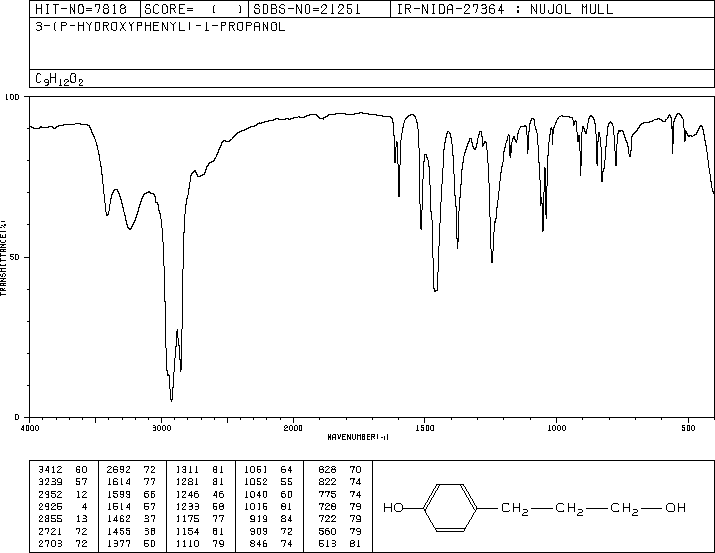 HIT-NO=7818 SCORE= ( ) SDBS-NO=21251 IR-NIDA-27364 : NUJOL MULL
3-(P-HYDROXYPHENYL)-1-PROPANOL
C9H12O2
100
50
0
TRANSMITTANCE(%)
4000 3000 2000 1500 1000 500
WAVENUMBER(-1)
3412 60 2692 72 1311 81 1061 64 828 70
3239 57 1614 77 1281 81 1052 55 822 74
2952 12 1599 66 1246 46 1040 60 775 74
2925 4 1514 57 1233 58 1016 81 728 79
2855 13 1462 37 1175 77 919 84 722 79
2721 72 1455 38 1154 81 909 72 560 79
2703 72 1377 50 1110 79 846 74 513 81
HO CH2 CH2 CH2 OH